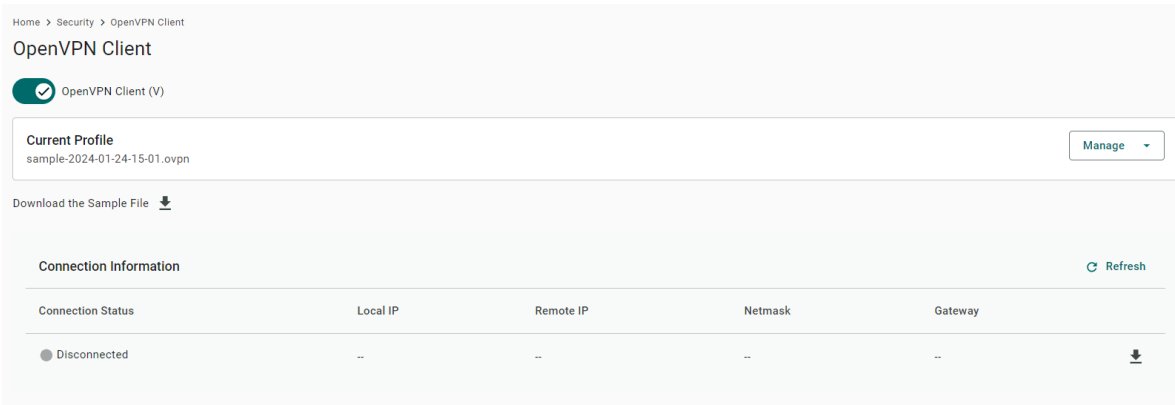 Home > Security > OpenVPN Client
OpenVPN Client
OpenVPN Client (V)
Current Profile
sample-2024-01-24-15-01.ovpn
Manage
Download the Sample File
Connection Information
Refresh
Connection Status Local IP Remote IP Netmask Gateway
Disconnected -- -- -- --